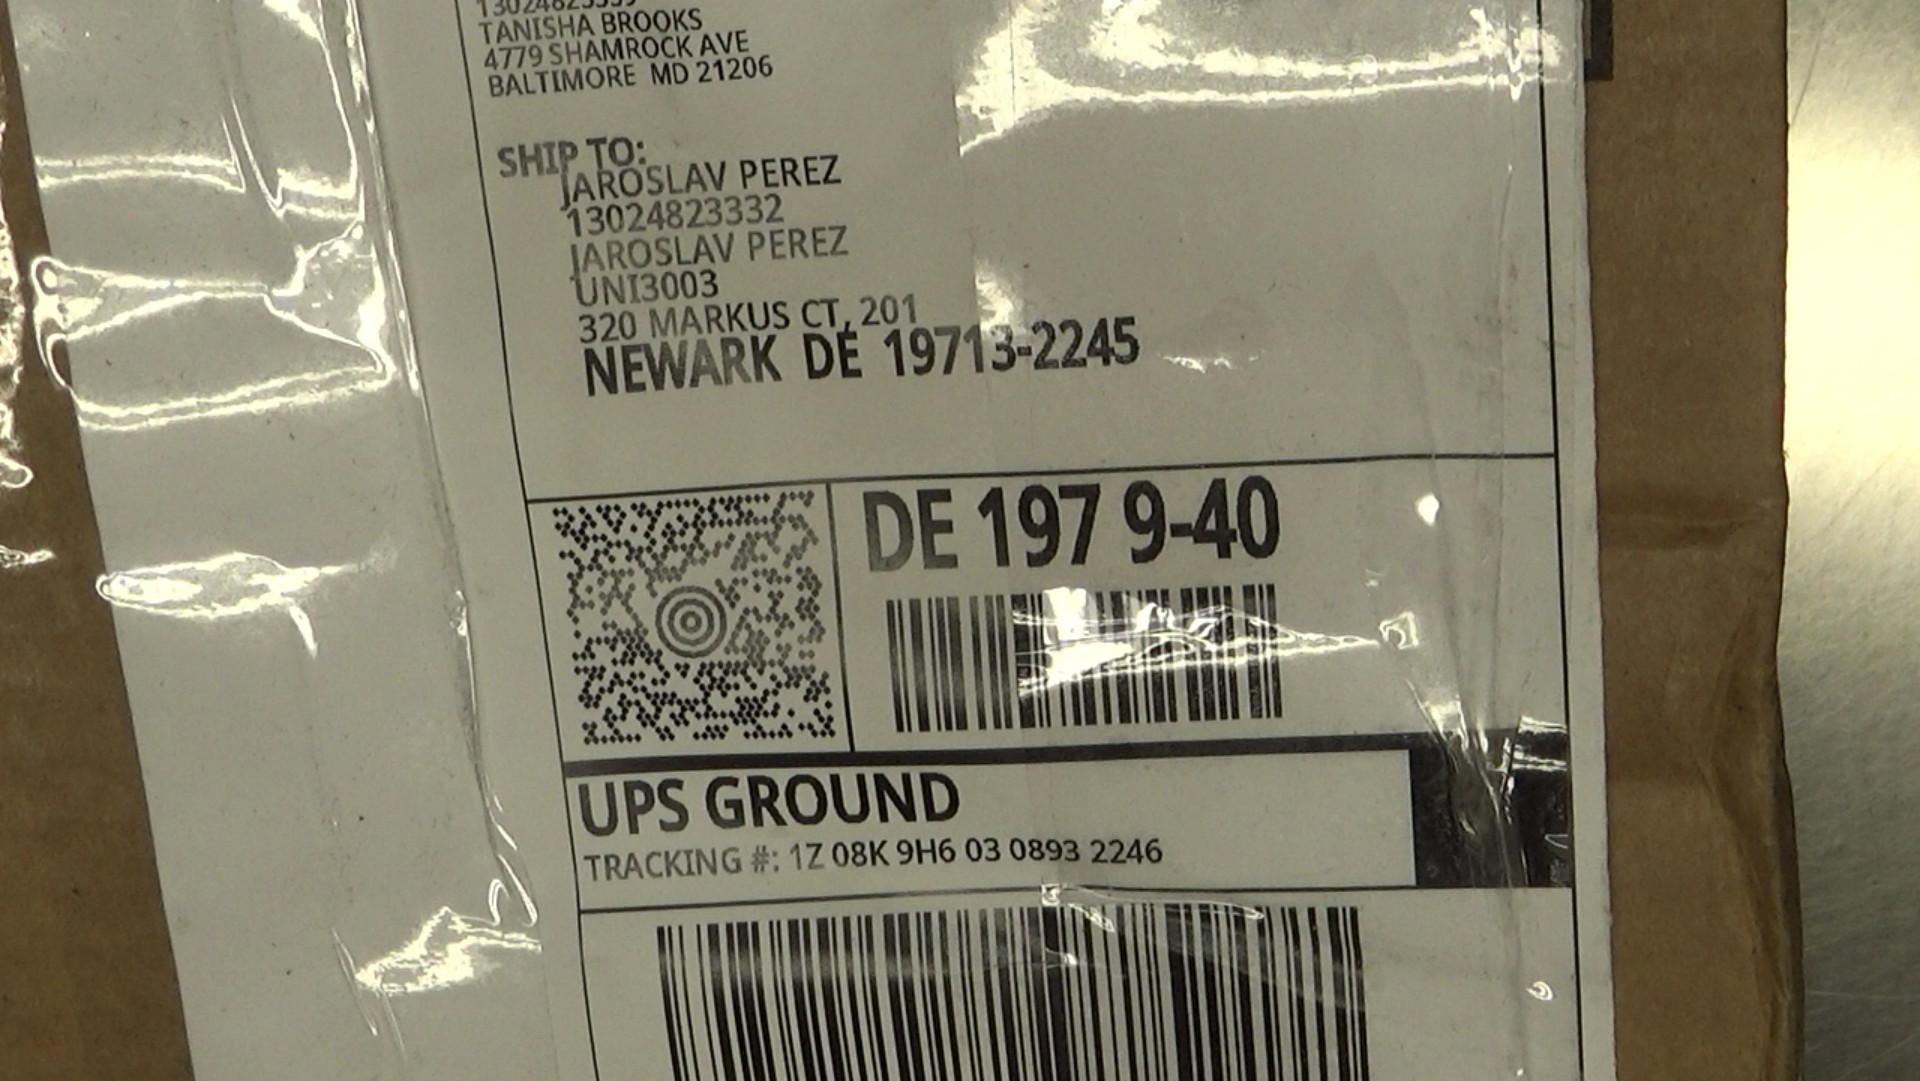 TANISHA BROOKS
4779 SHAMROCK AVE
BALTIMORE MD 21206
SHIP TO:
JAROSLAV PEREZ
13024823332
JAROSLAV PEREZ
UNI3003
320 MARKUS CT, 201
NEWARK DE 19713-2245
DE 197 9-40
UPS GROUND
TRACKING #: 1Z 08K 9H6 03 0893 2246